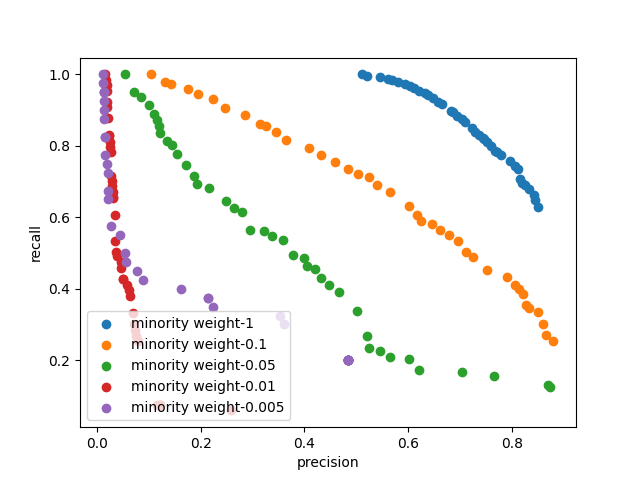 1.0
0.8
0.6
0.4
0.2
recall
minority weight-1
minority weight-0.1
minority weight-0.05
minority weight-0.01
minority weight-0.005
0.0
0.2
0.4
0.6
0.8
precision